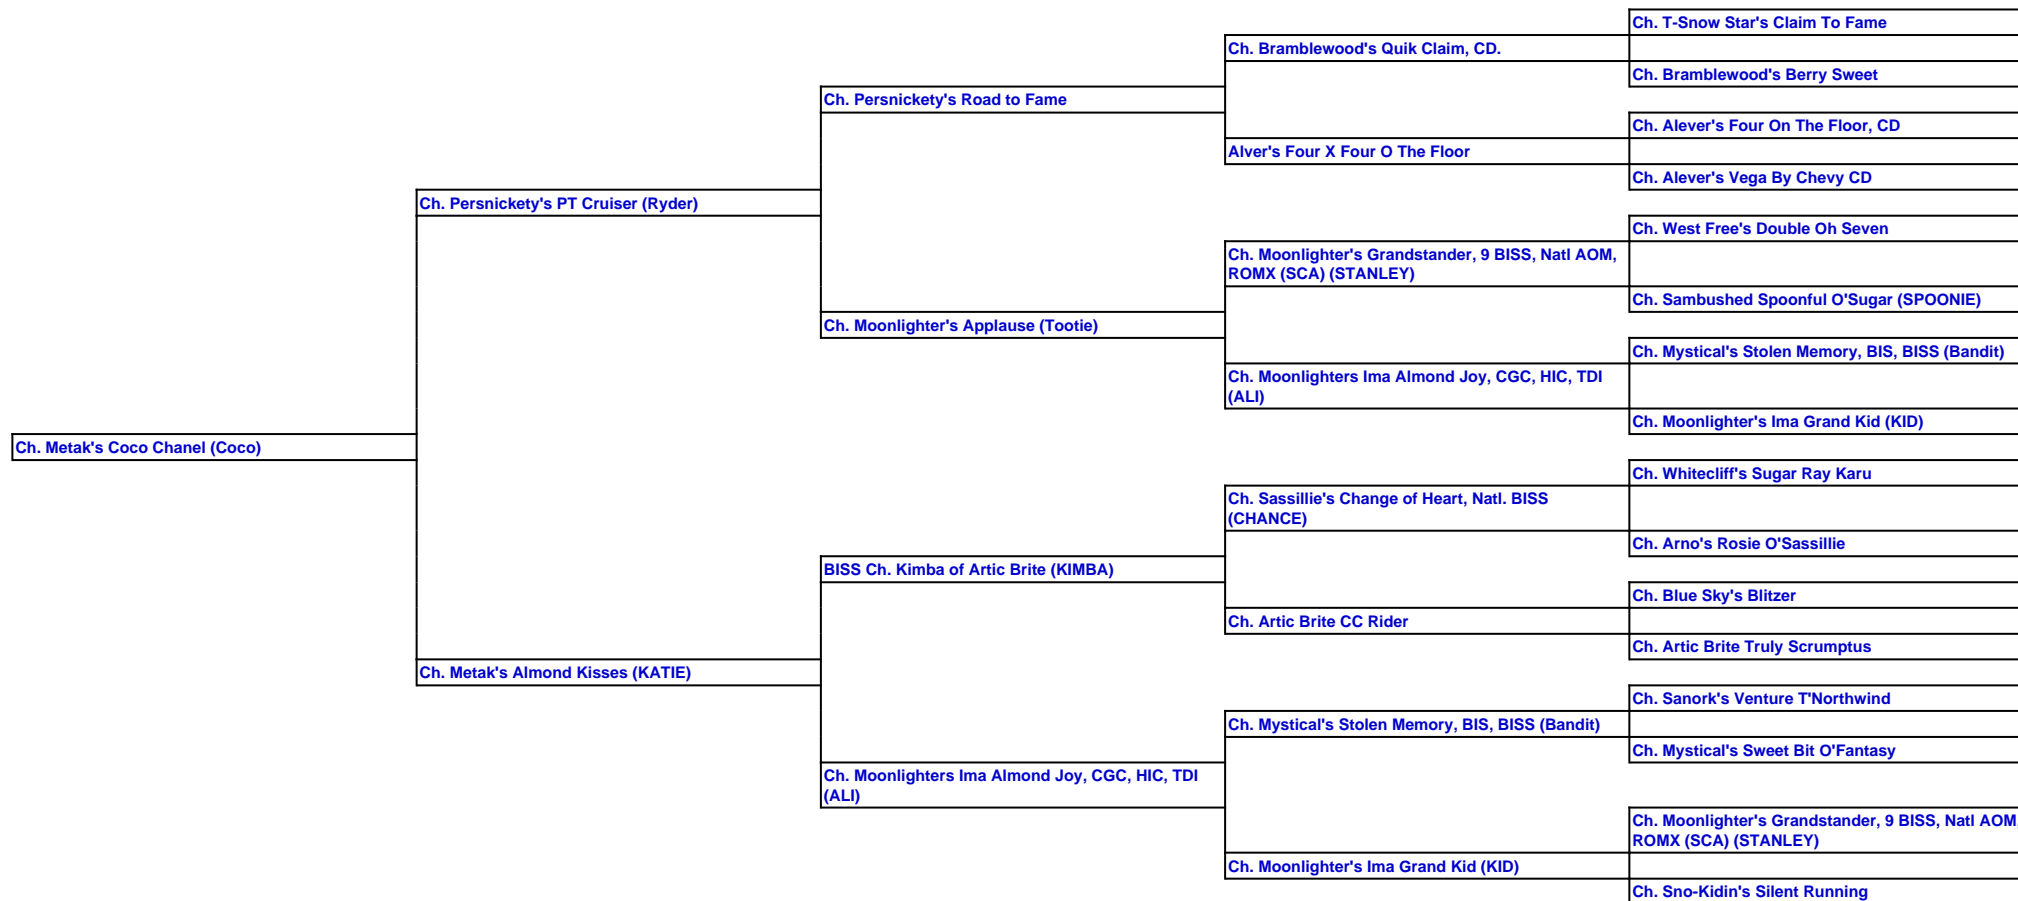 Ch. T-Snow Star's Claim To Fame
Ch. Bramblewood's Quik Claim, CD.
Ch. Bramblewood's Berry Sweet
Ch. Persnickety's Road to Fame
Ch. Alever's Four On The Floor, CD
Alver's Four X Four O The Floor
Ch. Alever's Vega By Chevy CD
Ch. Persnickety's PT Cruiser (Ryder)
Ch. West Free's Double Oh Seven
Ch. Moonlighter's Grandstander, 9 BISS, Natl AOM,
ROMX (SCA) (STANLEY)
Ch. Sambushed Spoonful O'Sugar (SPOONIE)
Ch. Moonlighter's Applause (Tootie)
Ch. Mystical's Stolen Memory, BIS, BISS (Bandit)
Ch. Moonlighters Ima Almond Joy, CGC, HIC, TDI
(ALI)
Ch. Moonlighter's Ima Grand Kid (KID)
Ch. Metak's Coco Chanel (Coco)
Ch. Whitecliff's Sugar Ray Karu
Ch. Sassillie's Change of Heart, Natl. BISS
(CHANCE)
Ch. Arno's Rosie O'Sassillie
BISS Ch. Kimba of Artic Brite (KIMBA)
Ch. Blue Sky's Blitzer
Ch. Artic Brite CC Rider
Ch. Artic Brite Truly Scrumptus
Ch. Metak's Almond Kisses (KATIE)
Ch. Sanork's Venture T'Northwind
Ch. Mystical's Stolen Memory, BIS, BISS (Bandit)
Ch. Mystical's Sweet Bit O'Fantasy
Ch. Moonlighters Ima Almond Joy, CGC, HIC, TDI
(ALI)
Ch. Moonlighter's Grandstander, 9 BISS, Natl AOM,
ROMX (SCA) (STANLEY)
Ch. Moonlighter's Ima Grand Kid (KID)
Ch. Sno-Kidin's Silent Running